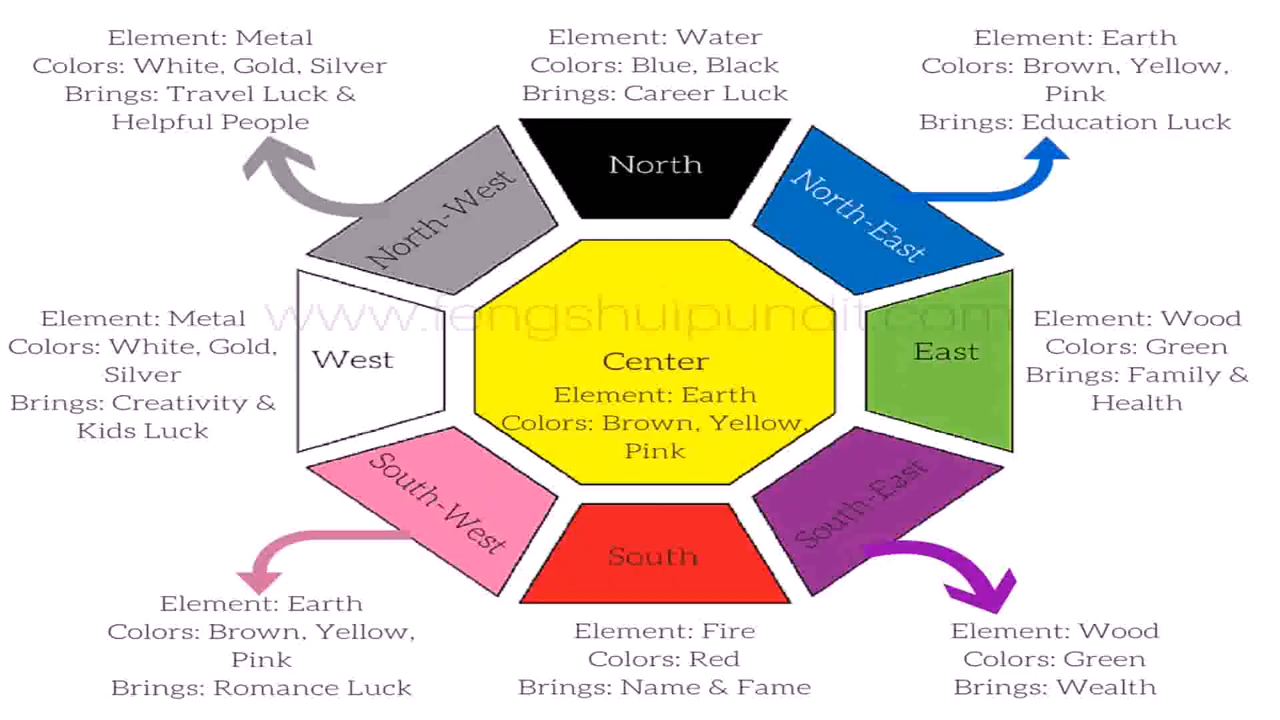 Element: Metal
Colors: White, Gold, Silver
Brings: Travel Luck &
Helpful People
Element: Water
Colors: Blue, Black
Brings: Career Luck
Element: Earth
Colors: Brown, Yellow,
Pink
Brings: Education Luck
North-West
North
North-East
www.fengshuipundit.com
Element: Metal
Colors: White, Gold,
Silver
Brings: Creativity &
Kids Luck
West
Center
Element: Earth
Colors: Brown, Yellow,
Pink
East
Element: Wood
Colors: Green
Brings: Family &
Health
South-West
South
South-East
Element: Earth
Colors: Brown, Yellow,
Pink
Brings: Romance Luck
Element: Fire
Colors: Red
Brings: Name & Fame
Element: Wood
Colors: Green
Brings: Wealth